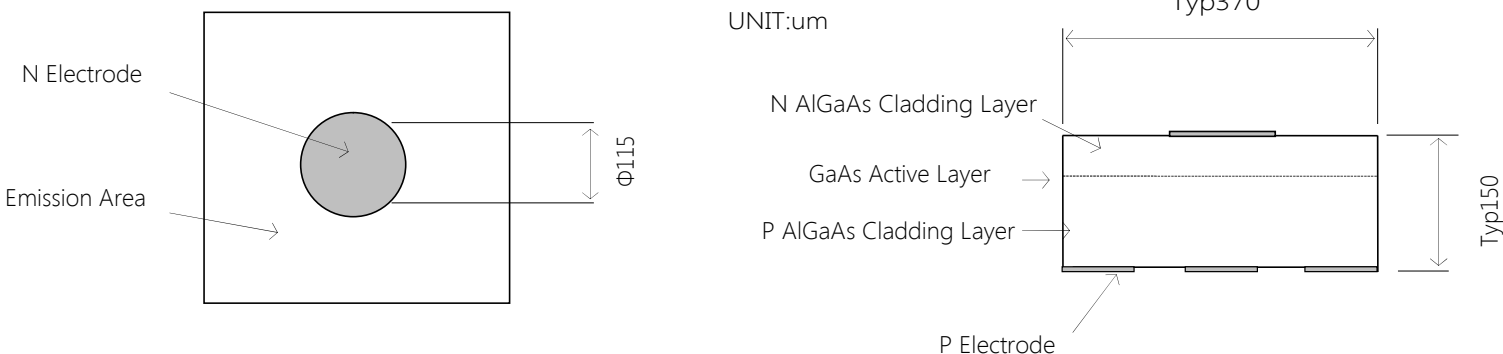 UNIT:um
Typ370
N Electrode
Emission Area
Φ115
N AlGaAs Cladding Layer
GaAs Active Layer
P AlGaAs Cladding Layer
Typ150
P Electrode